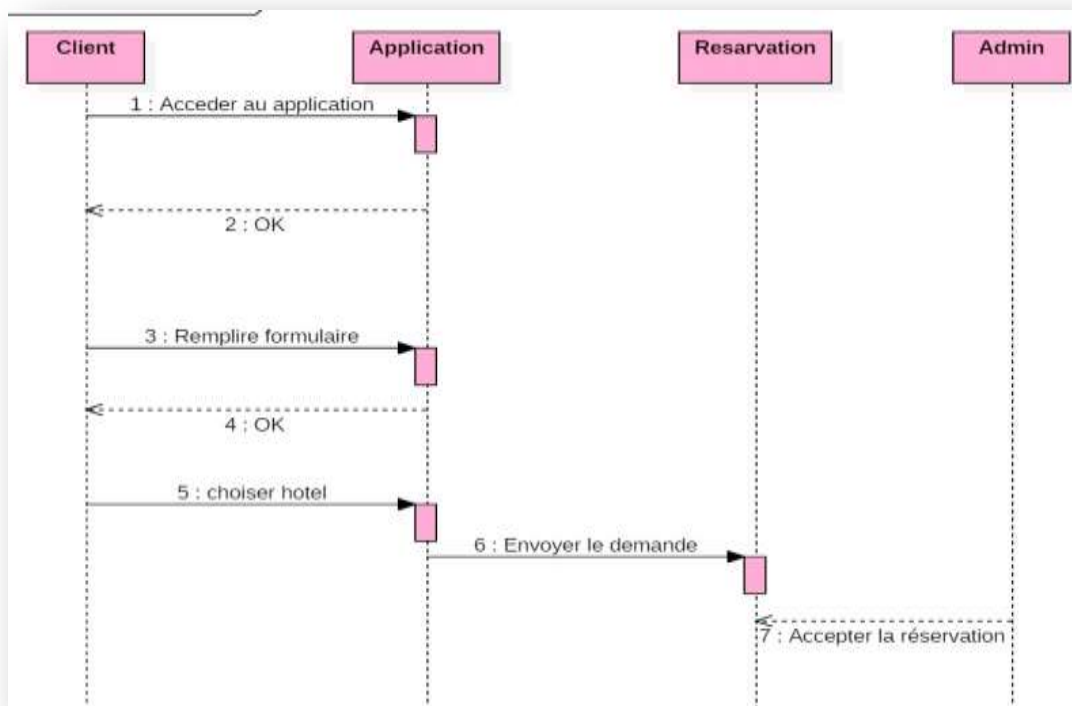 Client
Application
Resarvation
Admin
1 : Acceder au application
2 : OK
3 : Remplire formulaire
4 : OK
5 : choiser hotel
6 : Envoyer le demande
7 : Accepter la réservation